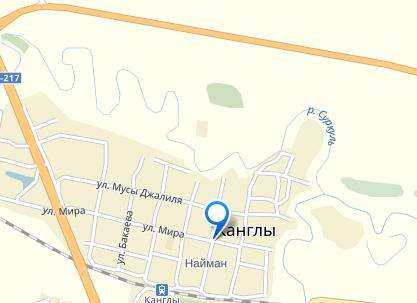 -217
р. Суркуль
ул. Мусы Джалиля
ул. Мира
ул. Бакаева
ул. Мира
Канглы
Найман
Канглы